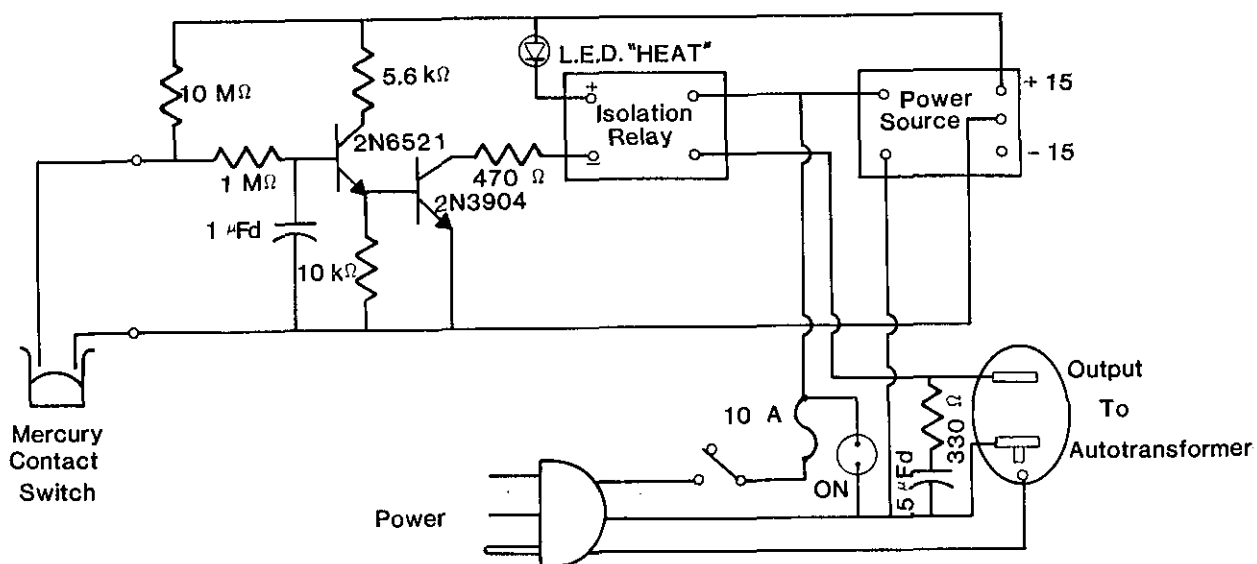 L.E.D. "HEAT"
5.6 kΩ
10 MΩ
+
Isolation
Relay
–
Power
Source
+ 15
– 15
2N6521
1 MΩ
470 Ω
2N3904
1 μFd
10 kΩ
Mercury
Contact
Switch
10 A
ON
330 Ω
.5 μFd
Output
To
Autotransformer
Power